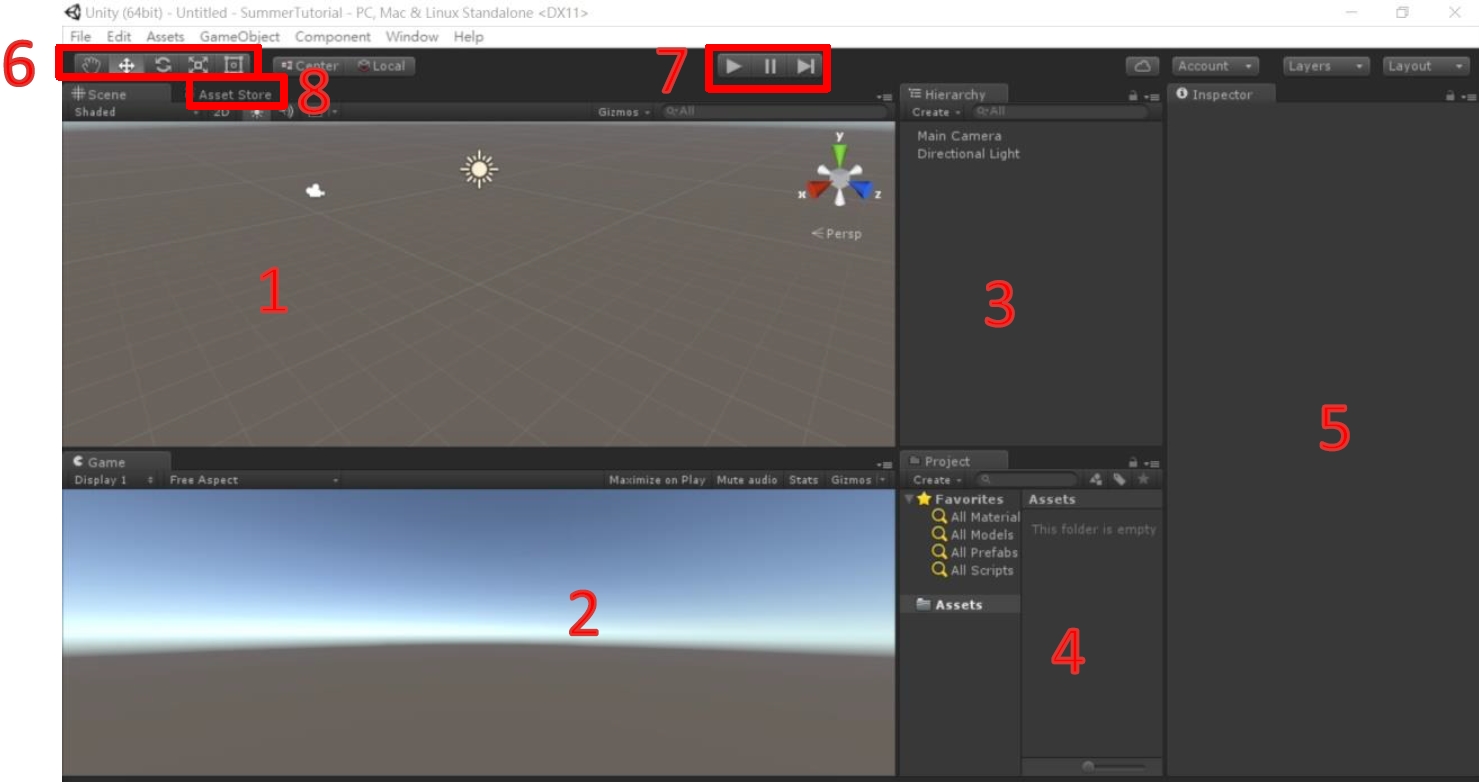 Unity (64bit) - Untitled - SummerTutorial - PC, Mac & Linux Standalone <DX11>
File Edit Assets GameObject Component Window Help
6
Center Local
7
Account Layers Layout
Scene Asset Store
8
Hierarchy
Inspector
Shaded 2D Gizmos All
Create All
Main Camera
Directional Light
y
x z
Persp
1
3
5
Game
Project
Display 1 Free Aspect Maximize on Play Mute audio Stats Gizmos
Create
Favorites Assets
All Material
This folder is empty
All Models
All Prefabs
All Scripts
Assets
2
4